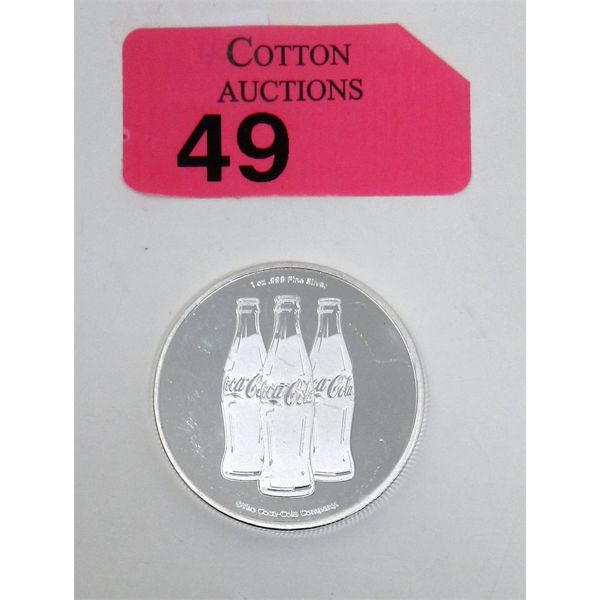 COTTON
AUCTIONS
49
1 oz .999 Fine Silver
Coca-Cola Coca-Cola Coca-Cola
©The Coca-Cola Company.